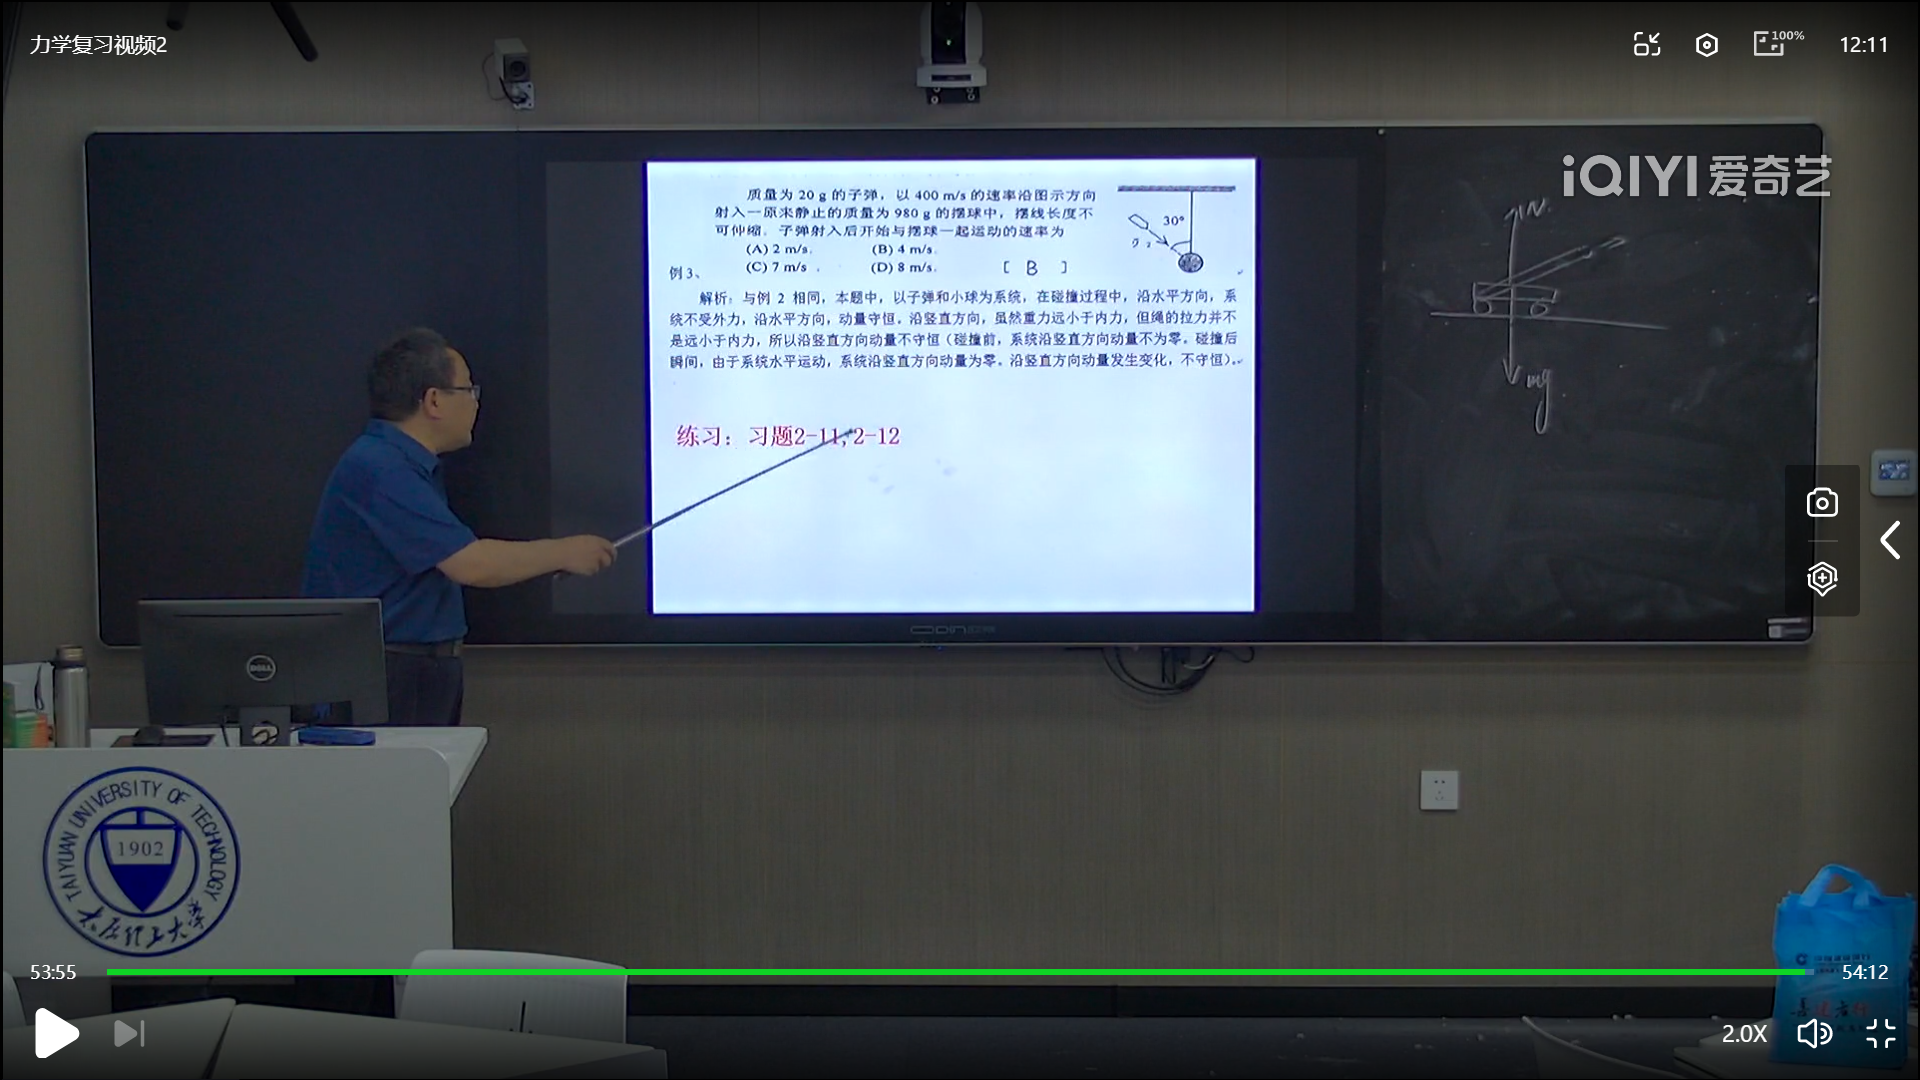 力学复习视频2
100%
12:11
iQIYI 爱奇艺
质量为 20 g 的子弹，以 400 m/s 的速率沿图示方向
射入一原来静止的质量为 980 g 的摆球中，摆线长度不
可伸缩。子弹射入后开始与摆球一起运动的速率为
(A) 2 m/s. (B) 4 m/s.
例 3、 (C) 7 m/s . (D) 8 m/s. [ B ]
30°
解析：与例 2 相同，本题中，以子弹和小球为系统，在碰撞过程中，沿水平方向，系
统不受外力，沿水平方向，动量守恒。沿竖直方向，虽然重力远小于内力，但绳的拉力并不
是远小于内力，所以沿竖直方向动量不守恒（碰撞前，系统沿竖直方向动量不为零。碰撞后
瞬间，由于系统水平运动，系统沿竖直方向动量为零。沿竖直方向动量发生变化，不守恒）。
练习：习题2-11, 2-12
N
mg
DELL
TAIYUAN UNIVERSITY OF TECHNOLOGY
1902
太原理工大学
53:55
54:12
2.0X